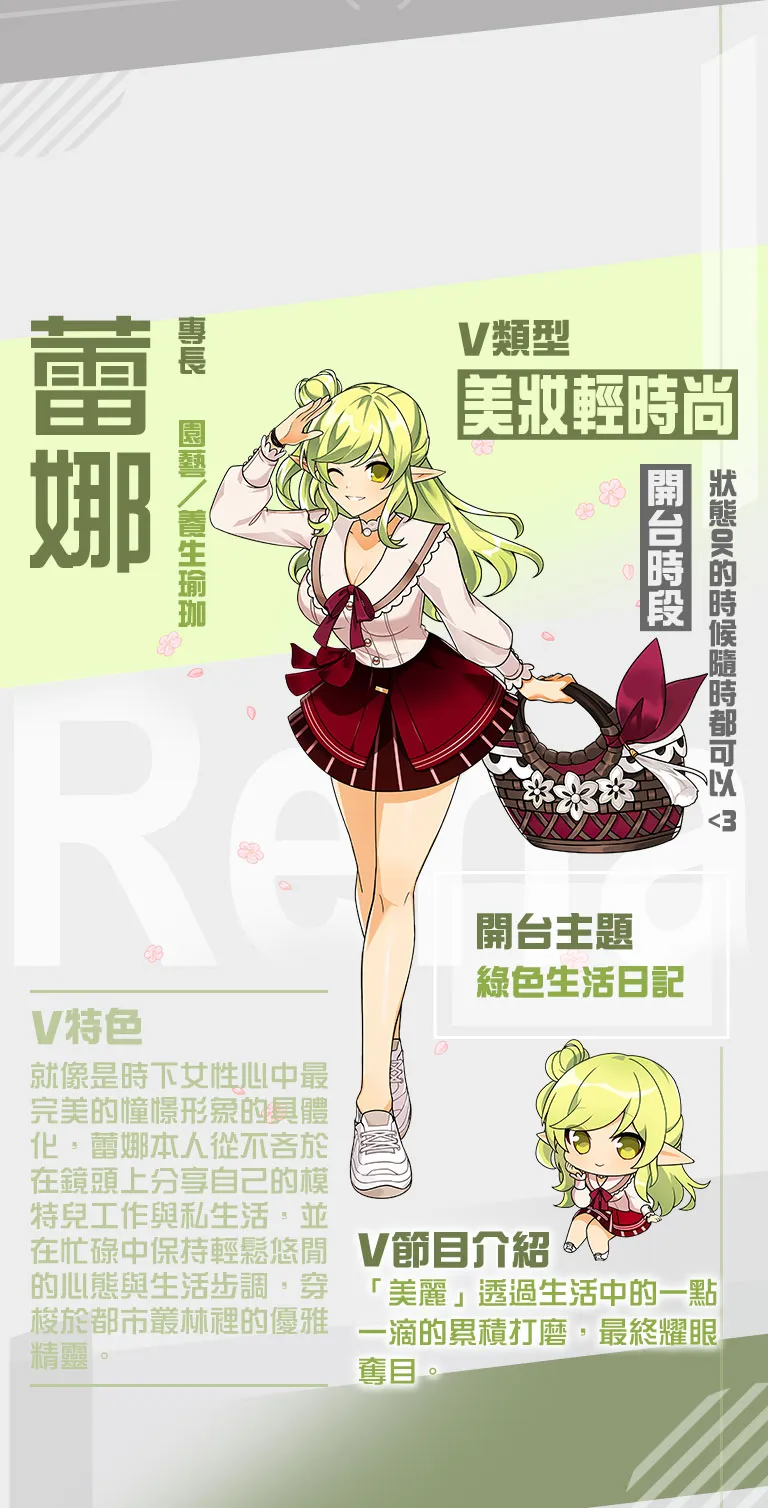 蕾娜
專長
園藝／養生瑜珈
V類型
美妝輕時尚
開台時段
狀態OK的時候隨時都可以 <3
Rena
開台主題
綠色生活日記
V特色
就像是時下女性心中最
完美的憧憬形象的具體
化，蕾娜本人從不吝於
在鏡頭上分享自己的模
特兒工作與私生活，並
在忙碌中保持輕鬆悠閒
的心態與生活步調，穿
梭於都市叢林裡的優雅
精靈。
V節目介紹
「美麗」透過生活中的一點
一滴的累積打磨，最終耀眼
奪目。